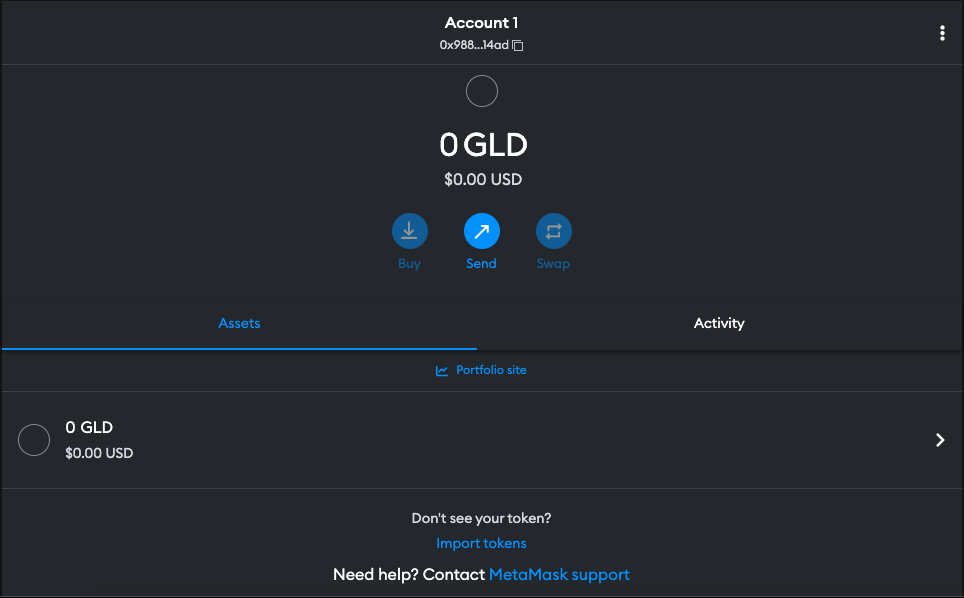 Account 1
0x988...14ad
0 GLD
$0.00 USD
Buy
Send
Swap
Assets
Activity
Portfolio site
0 GLD
$0.00 USD
Don't see your token?
Import tokens
Need help? Contact MetaMask support